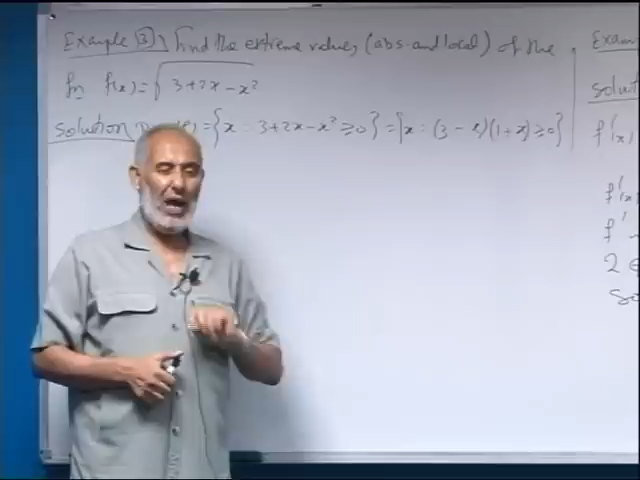 Example (3) Find the extreme values (abs. and local) of the
fn f(x)=√3+2x-x²
Solution D(f)={x: 3+2x-x²≥0}={x: (3-x)(1+x)≥0}
Exam
Solut
f'(x)
f'(x)
f'
2 ∈
So